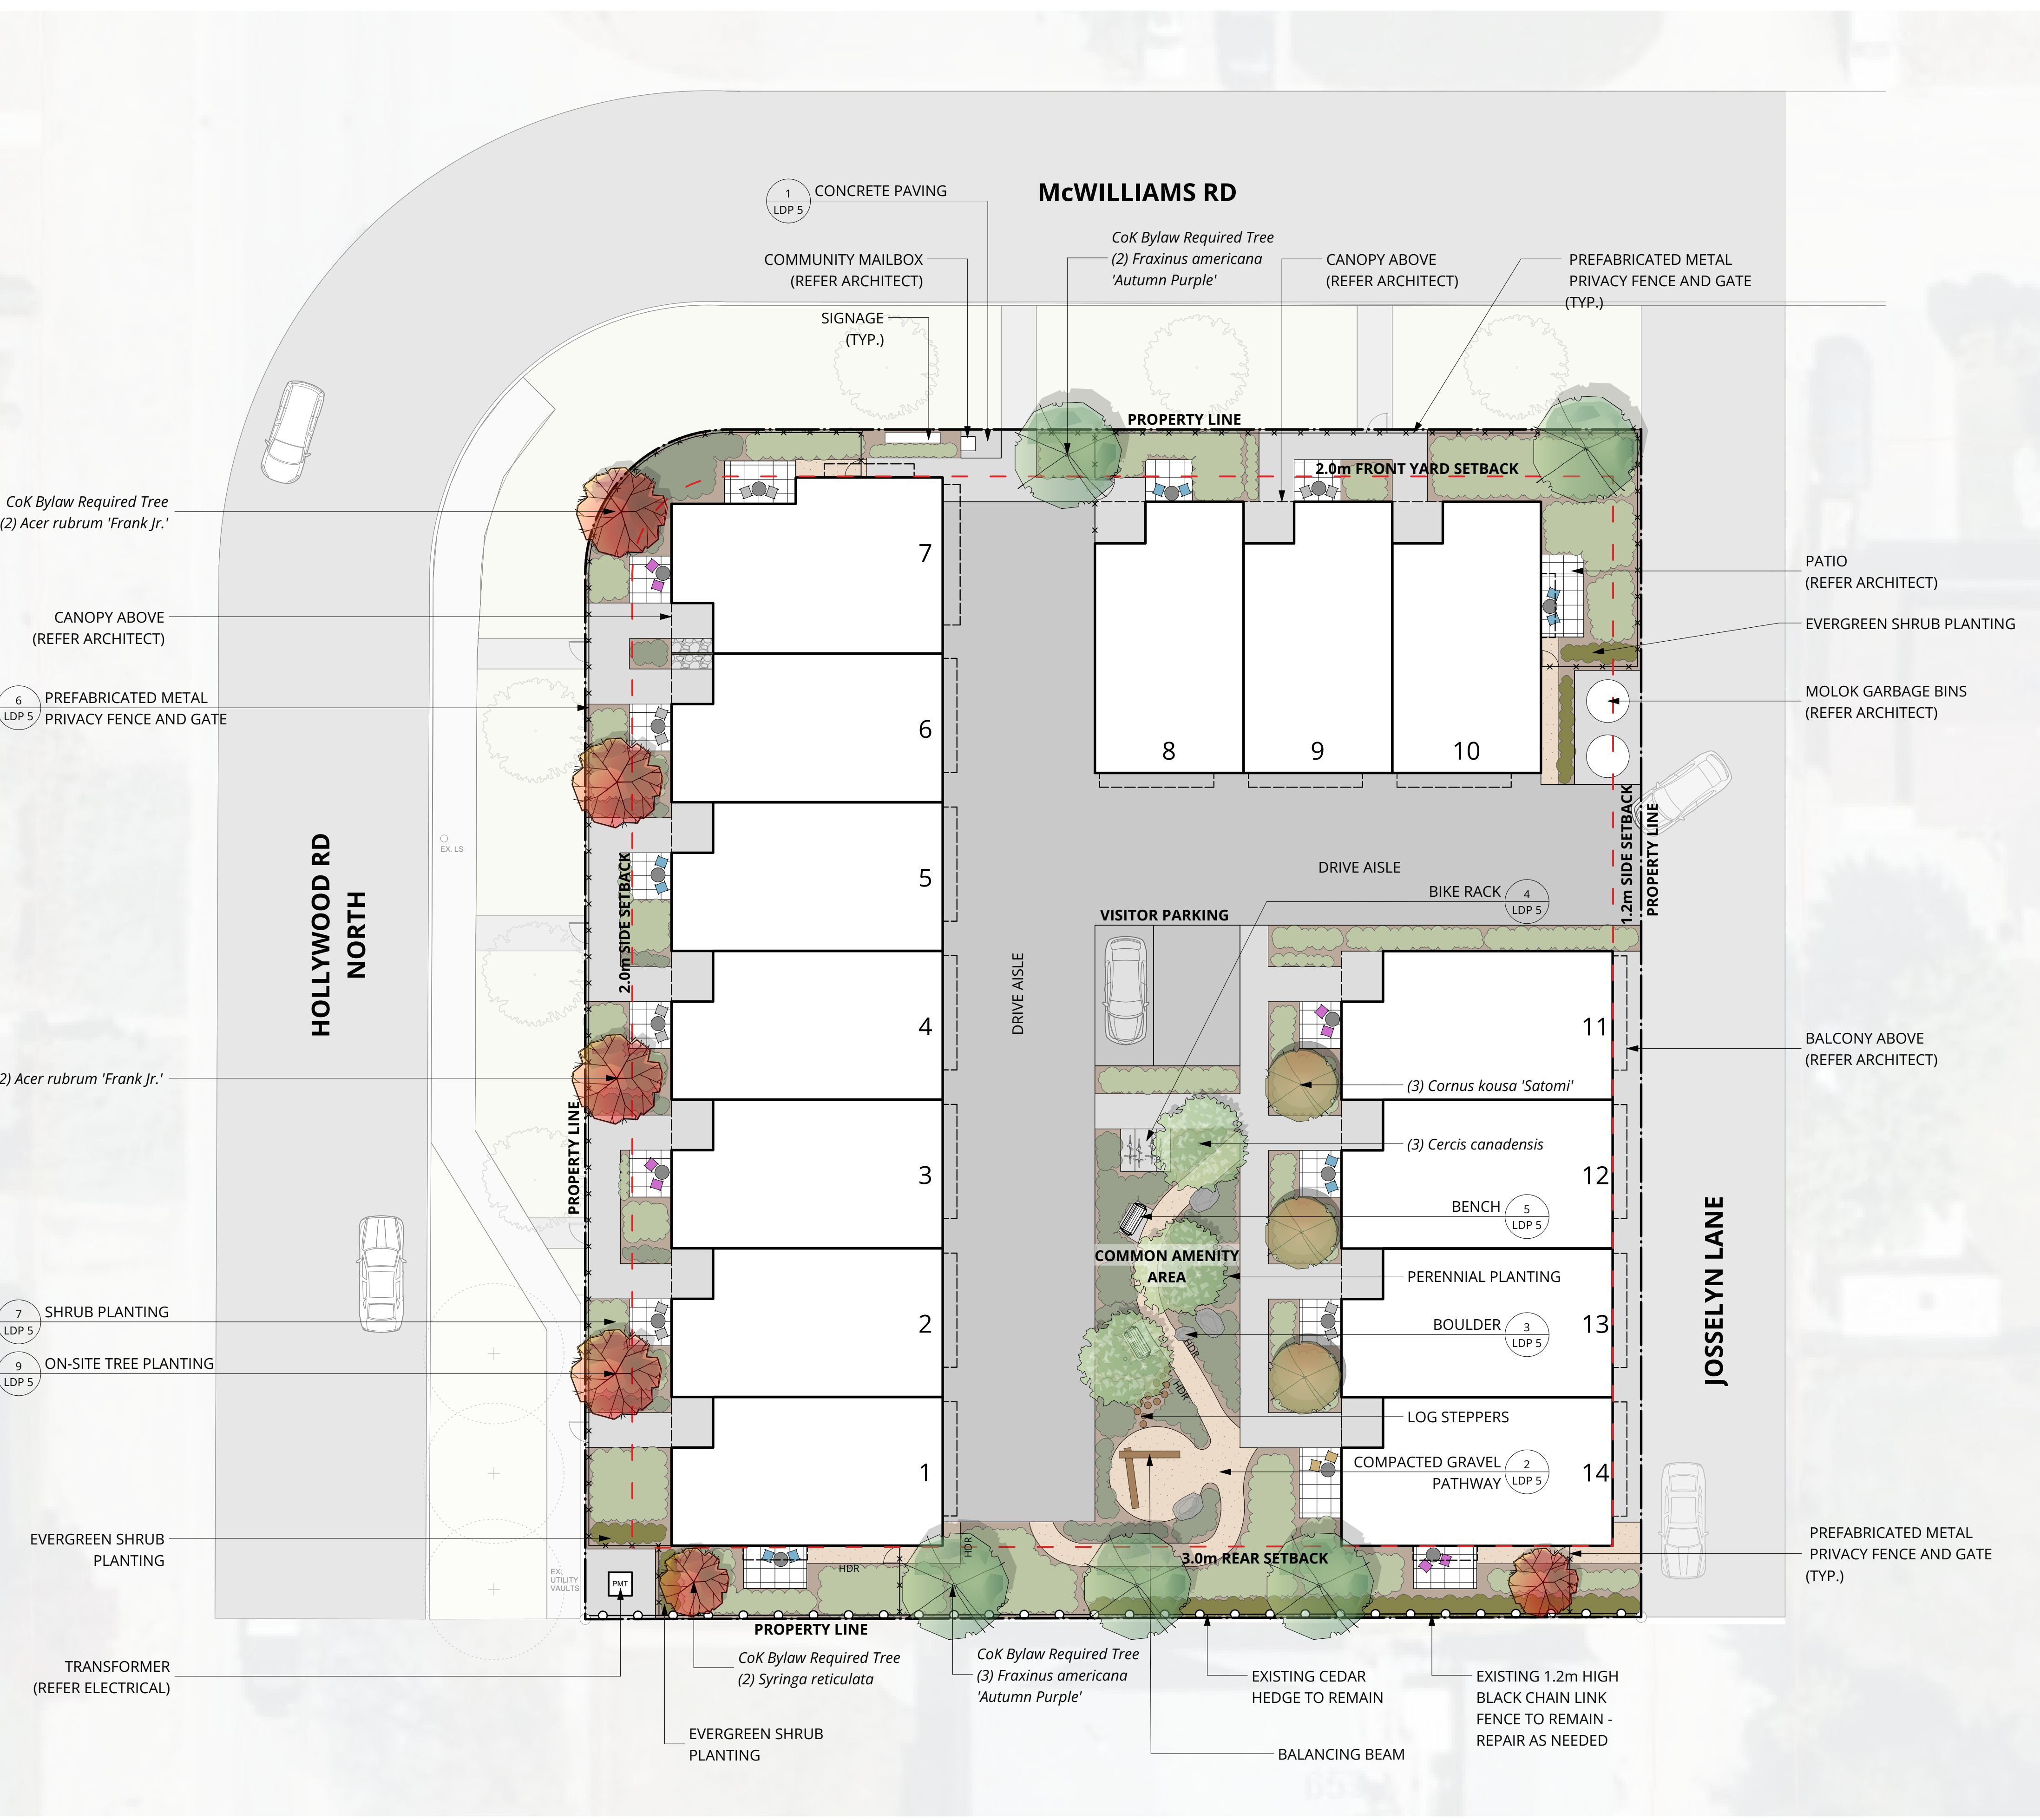 1
LDP 5
CONCRETE PAVING
McWILLIAMS RD
COMMUNITY MAILBOX
(REFER ARCHITECT)
CoK Bylaw Required Tree
(2) Fraxinus americana
'Autumn Purple'
CANOPY ABOVE
(REFER ARCHITECT)
PREFABRICATED METAL
PRIVACY FENCE AND GATE
(TYP.)
SIGNAGE
(TYP.)
PROPERTY LINE
2.0m FRONT YARD SETBACK
CoK Bylaw Required Tree
(2) Acer rubrum 'Frank Jr.'
7
PATIO
(REFER ARCHITECT)
CANOPY ABOVE
(REFER ARCHITECT)
EVERGREEN SHRUB PLANTING
6
LDP 5
PREFABRICATED METAL
PRIVACY FENCE AND GATE
MOLOK GARBAGE BINS
(REFER ARCHITECT)
6
8
9
10
EX. LS
HOLLYWOOD RD
NORTH
2.0m SIDE SETBACK
5
1.2m SIDE SETBACK
PROPERTY LINE
DRIVE AISLE
BIKE RACK
4
LDP 5
VISITOR PARKING
DRIVE AISLE
4
11
BALCONY ABOVE
(REFER ARCHITECT)
2) Acer rubrum 'Frank Jr.'
(3) Cornus kousa 'Satomi'
PROPERTY LINE
(3) Cercis canadensis
3
12
BENCH
5
LDP 5
JOSSELYN LANE
COMMON AMENITY
AREA
PERENNIAL PLANTING
7
LDP 5
SHRUB PLANTING
2
BOULDER
3
LDP 5
13
HDR
HDR
9
LDP 5
ON-SITE TREE PLANTING
LOG STEPPERS
1
COMPACTED GRAVEL
PATHWAY
2
LDP 5
14
EVERGREEN SHRUB
PLANTING
HDR
HDR
3.0m REAR SETBACK
PREFABRICATED METAL
PRIVACY FENCE AND GATE
(TYP.)
EX.
UTILITY
VAULTS
PMT
PROPERTY LINE
TRANSFORMER
(REFER ELECTRICAL)
CoK Bylaw Required Tree
(2) Syringa reticulata
CoK Bylaw Required Tree
(3) Fraxinus americana
'Autumn Purple'
EXISTING CEDAR
HEDGE TO REMAIN
EXISTING 1.2m HIGH
BLACK CHAIN LINK
FENCE TO REMAIN -
REPAIR AS NEEDED
EVERGREEN SHRUB
PLANTING
BALANCING BEAM